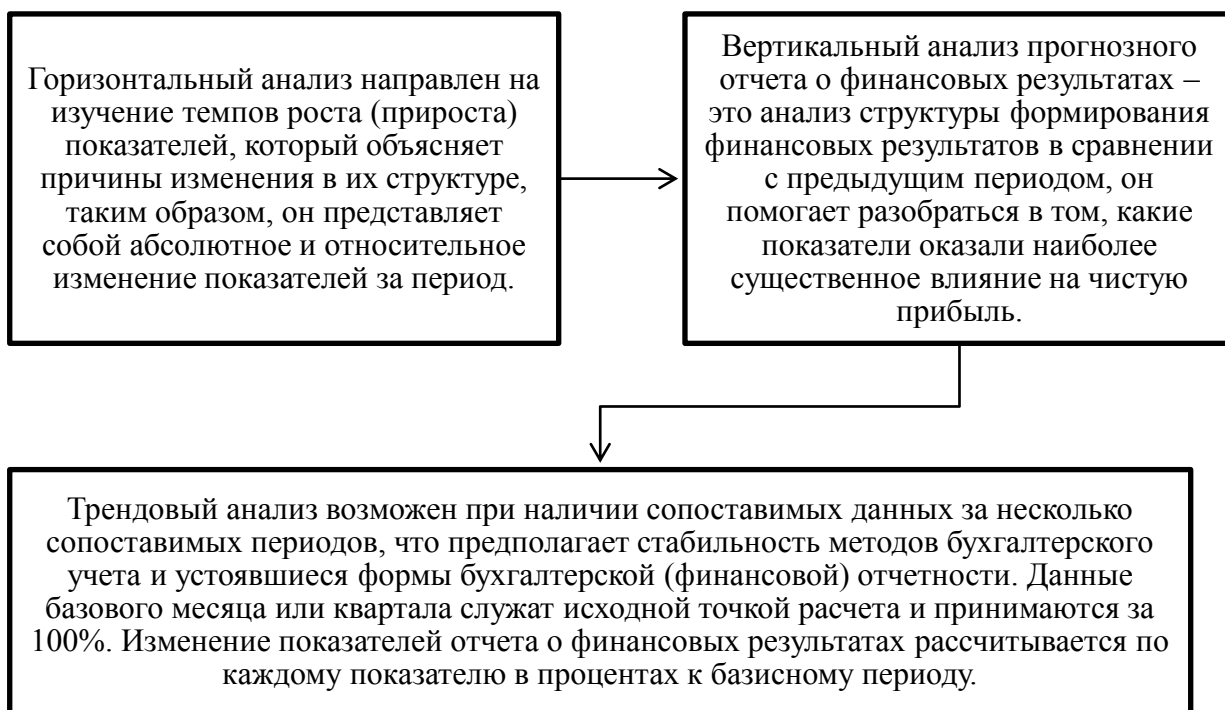 Горизонтальный анализ направлен на
изучение темпов роста (прироста)
показателей, который объясняет
причины изменения в их структуре,
таким образом, он представляет
собой абсолютное и относительное
изменение показателей за период.
Вертикальный анализ прогнозного
отчета о финансовых результатах –
это анализ структуры формирования
финансовых результатов в сравнении
с предыдущим периодом, он
помогает разобраться в том, какие
показатели оказали наиболее
существенное влияние на чистую
прибыль.
Трендовый анализ возможен при наличии сопоставимых данных за несколько
сопоставимых периодов, что предполагает стабильность методов бухгалтерского
учета и устоявшиеся формы бухгалтерской (финансовой) отчетности. Данные
базового месяца или квартала служат исходной точкой расчета и принимаются за
100%. Изменение показателей отчета о финансовых результатах рассчитывается по
каждому показателю в процентах к базисному периоду.